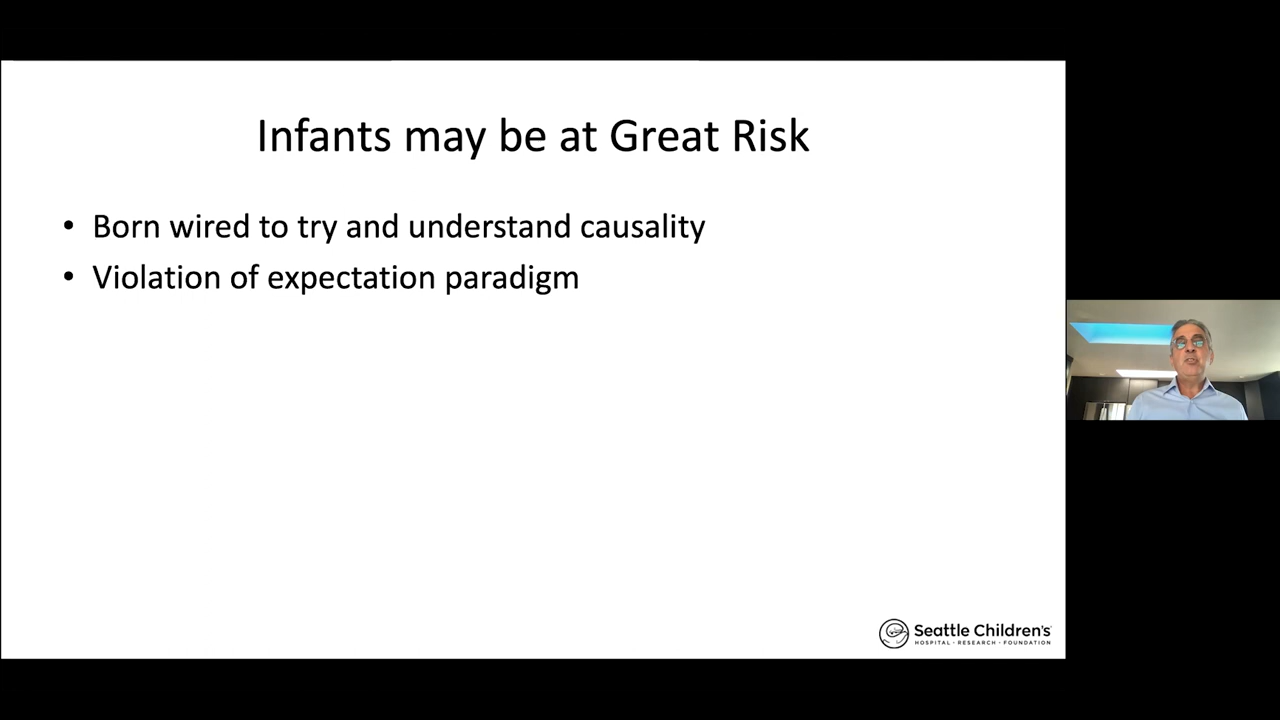 Infants may be at Great Risk
• Born wired to try and understand causality
• Violation of expectation paradigm
Seattle Children's
HOSPITAL • RESEARCH • FOUNDATION